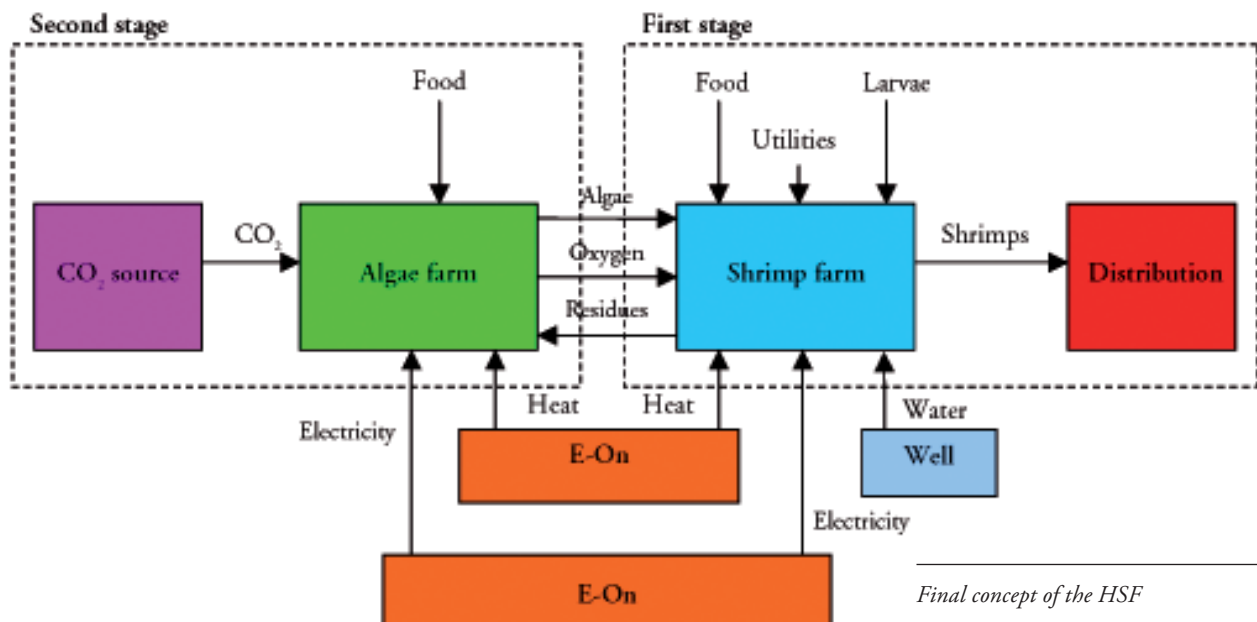 Second stage
First stage
Food
Food
Larvae
Utilities
Algae
CO₂
Shrimps
Oxygen
CO₂ source
Algae farm
Shrimp farm
Distribution
Residues
Heat
Heat
Water
Electricity
E-On
Well
Electricity
E-On
Final concept of the HSF